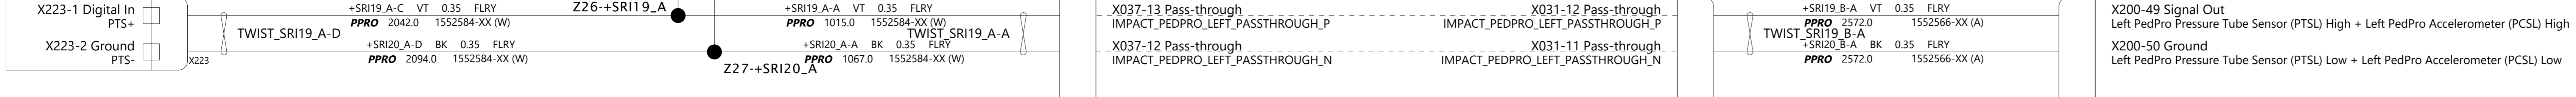 X223-1 Digital In
PTS+
X223-2 Ground
PTS-
X223
TWIST_SRI19_A-D
+SRI19_A-C VT 0.35 FLRY
PPRO 2042.0 1552584-XX (W)
+SRI20_A-D BK 0.35 FLRY
PPRO 2094.0 1552584-XX (W)
Z26-+SRI19_A
Z27-+SRI20_A
+SRI19_A-A VT 0.35 FLRY
PPRO 1015.0 1552584-XX (W)
TWIST_SRI19_A-A
+SRI20_A-A BK 0.35 FLRY
PPRO 1067.0 1552584-XX (W)
X037-13 Pass-through
IMPACT_PEDPRO_LEFT_PASSTHROUGH_P
X037-12 Pass-through
IMPACT_PEDPRO_LEFT_PASSTHROUGH_N
X031-12 Pass-through
IMPACT_PEDPRO_LEFT_PASSTHROUGH_P
X031-11 Pass-through
IMPACT_PEDPRO_LEFT_PASSTHROUGH_N
+SRI19_B-A VT 0.35 FLRY
PPRO 2572.0 1552566-XX (A)
TWIST_SRI19_B-A
+SRI20_B-A BK 0.35 FLRY
PPRO 2572.0 1552566-XX (A)
X200-49 Signal Out
Left PedPro Pressure Tube Sensor (PTSL) High + Left PedPro Accelerometer (PCSL) High
X200-50 Ground
Left PedPro Pressure Tube Sensor (PTSL) Low + Left PedPro Accelerometer (PCSL) Low